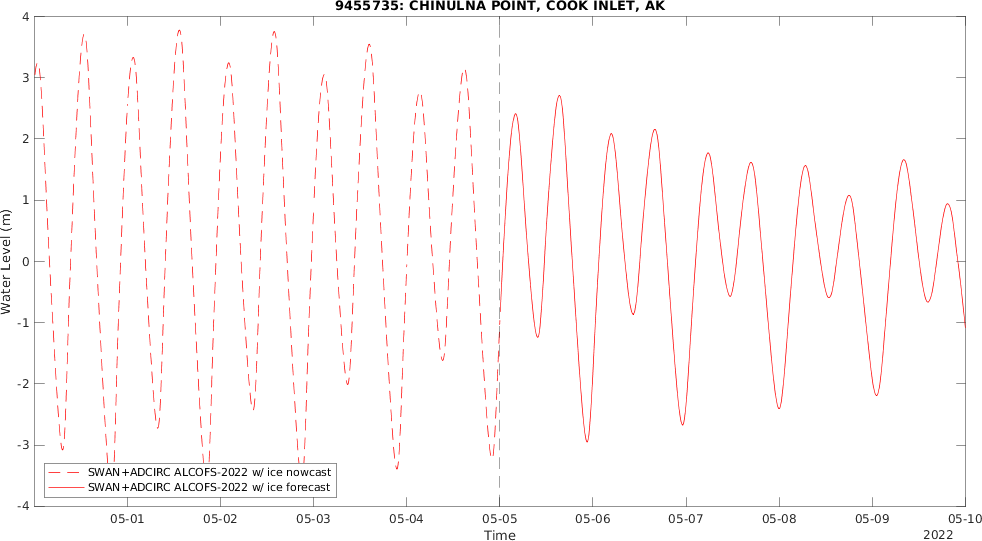 9455735: CHINULNA POINT, COOK INLET, AK
4
3
2
1
0
-1
-2
-3
-4
Water Level (m)
SWAN+ADCIRC ALCOFS-2022 w/ ice nowcast
SWAN+ADCIRC ALCOFS-2022 w/ ice forecast
05-01 05-02 05-03 05-04 05-05 05-06 05-07 05-08 05-09 05-10
Time
2022